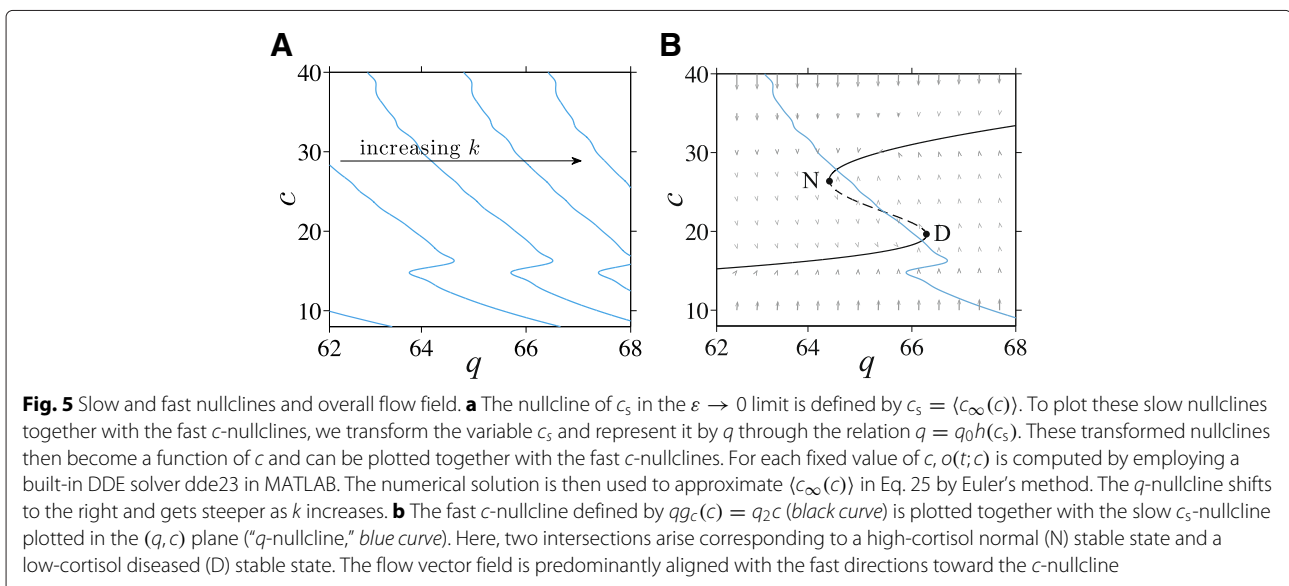 A
B
40
30
20
10
c
increasing k
62
64
66
68
q
40
30
20
10
c
N
D
62
64
66
68
q
Fig. 5 Slow and fast nullclines and overall flow field. a The nullcline of cs in the ε → 0 limit is defined by cs = ⟨c∞(c)⟩. To plot these slow nullclines
together with the fast c-nullclines, we transform the variable cs and represent it by q through the relation q = q0h(cs). These transformed nullclines
then become a function of c and can be plotted together with the fast c-nullclines. For each fixed value of c, o(t; c) is computed by employing a
built-in DDE solver dde23 in MATLAB. The numerical solution is then used to approximate ⟨c∞(c)⟩ in Eq. 25 by Euler's method. The q-nullcline shifts
to the right and gets steeper as k increases. b The fast c-nullcline defined by qgc(c) = q2c (black curve) is plotted together with the slow cs-nullcline
plotted in the (q, c) plane ("q-nullcline," blue curve). Here, two intersections arise corresponding to a high-cortisol normal (N) stable state and a
low-cortisol diseased (D) stable state. The flow vector field is predominantly aligned with the fast directions toward the c-nullcline